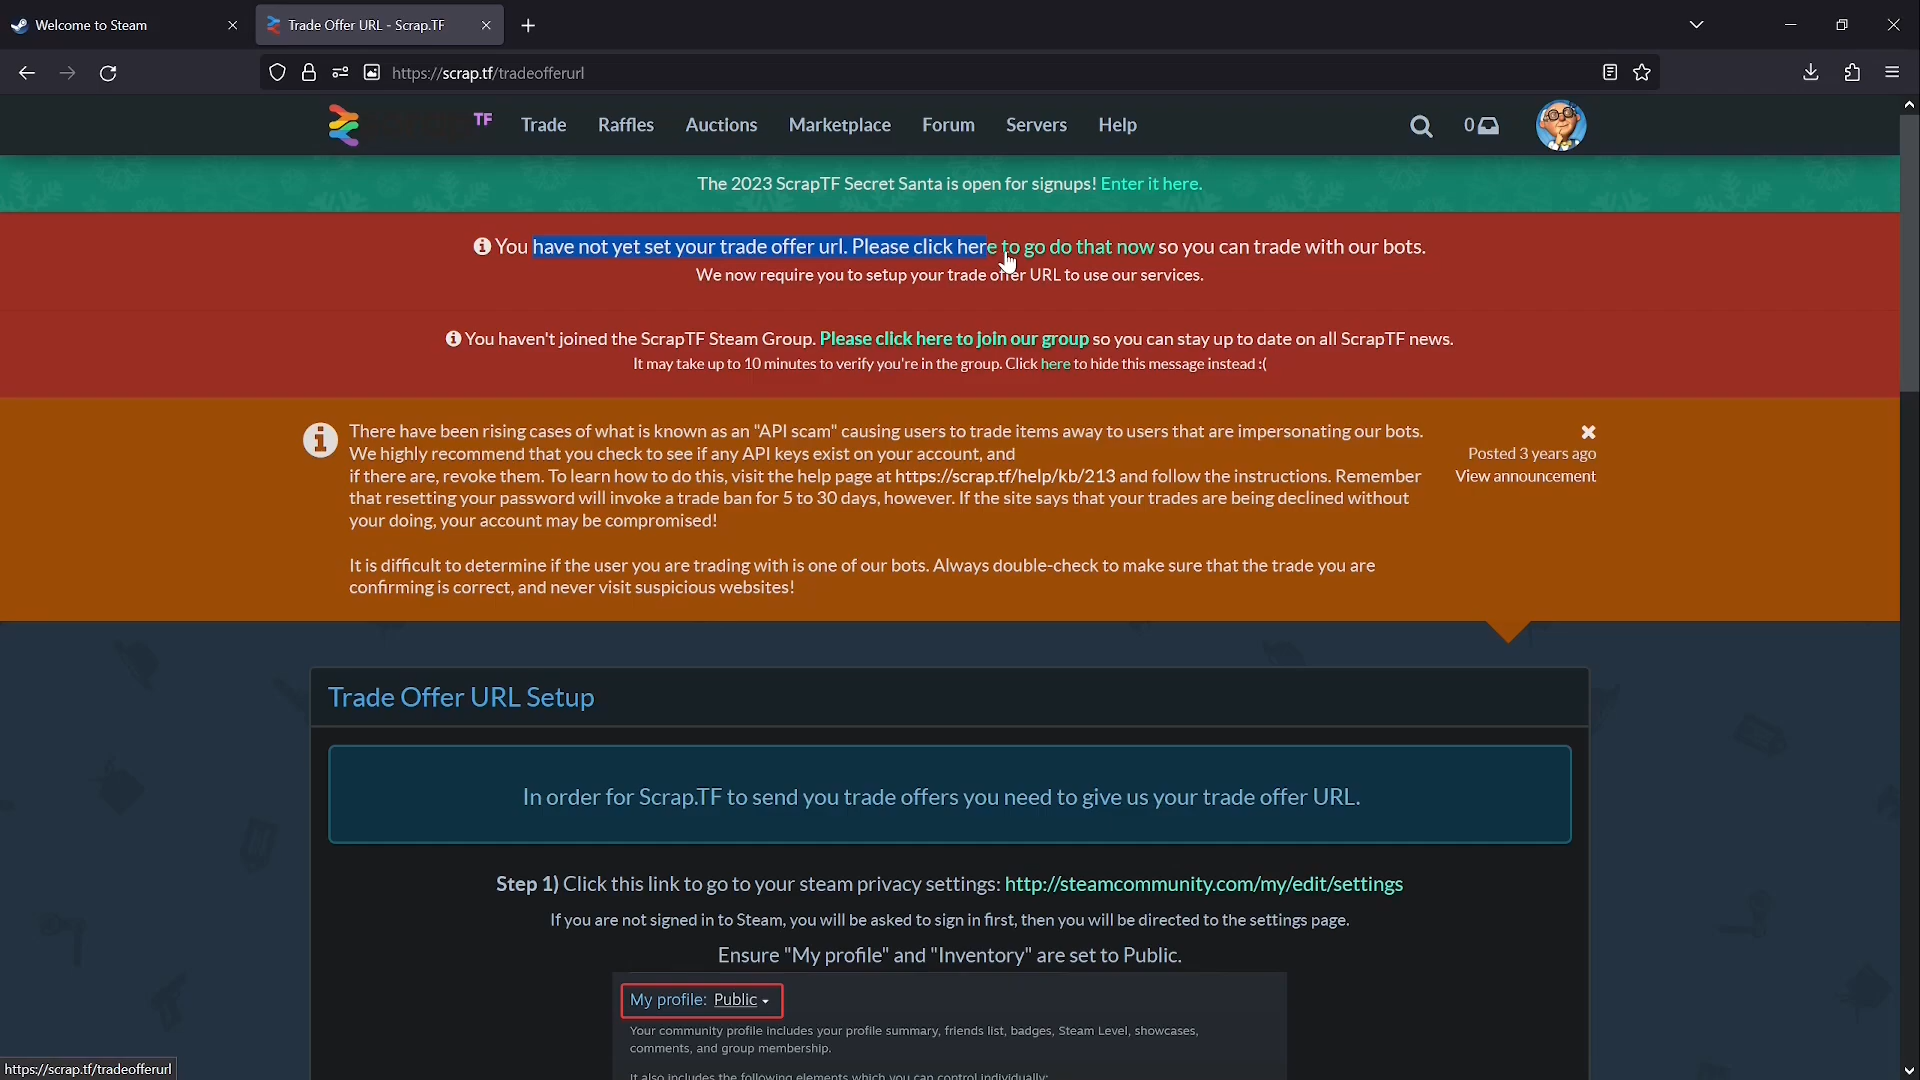 Welcome to Steam
Trade Offer URL - Scrap.TF
https://scrap.tf/tradeofferurl
TF
Trade
Raffles
Auctions
Marketplace
Forum
Servers
Help
0
The 2023 ScrapTF Secret Santa is open for signups! Enter it here.
You have not yet set your trade offer url. Please click here to go do that now so you can trade with our bots.
We now require you to setup your trade offer URL to use our services.
You haven't joined the ScrapTF Steam Group. Please click here to join our group so you can stay up to date on all ScrapTF news.
It may take up to 10 minutes to verify you're in the group. Click here to hide this message instead :(
There have been rising cases of what is known as an "API scam" causing users to trade items away to users that are impersonating our bots.
We highly recommend that you check to see if any API keys exist on your account, and
if there are, revoke them. To learn how to do this, visit the help page at https://scrap.tf/help/kb/213 and follow the instructions. Remember
that resetting your password will invoke a trade ban for 5 to 30 days, however. If the site says that your trades are being declined without
your doing, your account may be compromised!
It is difficult to determine if the user you are trading with is one of our bots. Always double-check to make sure that the trade you are
confirming is correct, and never visit suspicious websites!
Posted 3 years ago
View announcement
Trade Offer URL Setup
In order for Scrap.TF to send you trade offers you need to give us your trade offer URL.
Step 1) Click this link to go to your steam privacy settings: http://steamcommunity.com/my/edit/settings
If you are not signed in to Steam, you will be asked to sign in first, then you will be directed to the settings page.
Ensure "My profile" and "Inventory" are set to Public.
My profile: Public
Your community profile includes your profile summary, friends list, badges, Steam Level, showcases,
comments, and group membership.
It also includes the following elements which you can control individually:
https://scrap.tf/tradeofferurl